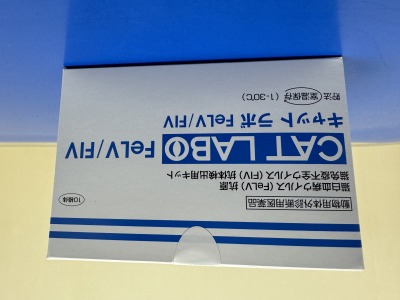 動物用体外診断用医薬品
10検体
猫白血病ウイルス (FeLV) 抗原
猫免疫不全ウイルス (FIV) 抗体検出用キット
CAT LABO FeLV/FIV
キャット ラボ FeLV/FIV
貯法 室温保存 (1-30℃)